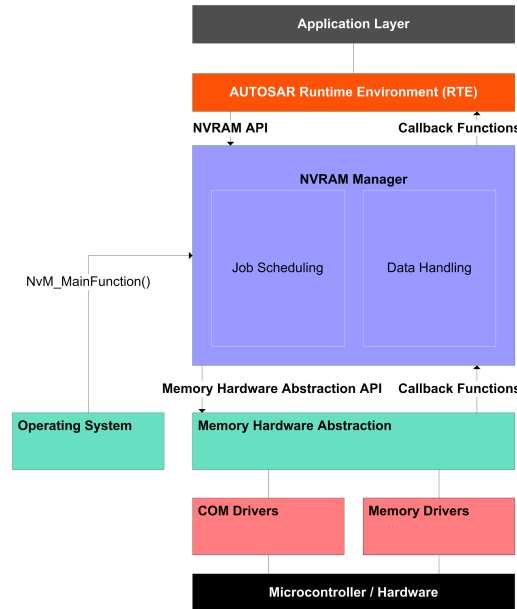 Application Layer
AUTOSAR Runtime Environment (RTE)
NVRAM API
Callback Functions
NVRAM Manager
Job Scheduling
Data Handling
NvM_MainFunction()
Memory Hardware Abstraction API
Callback Functions
Operating System
Memory Hardware Abstraction
COM Drivers
Memory Drivers
Microcontroller / Hardware